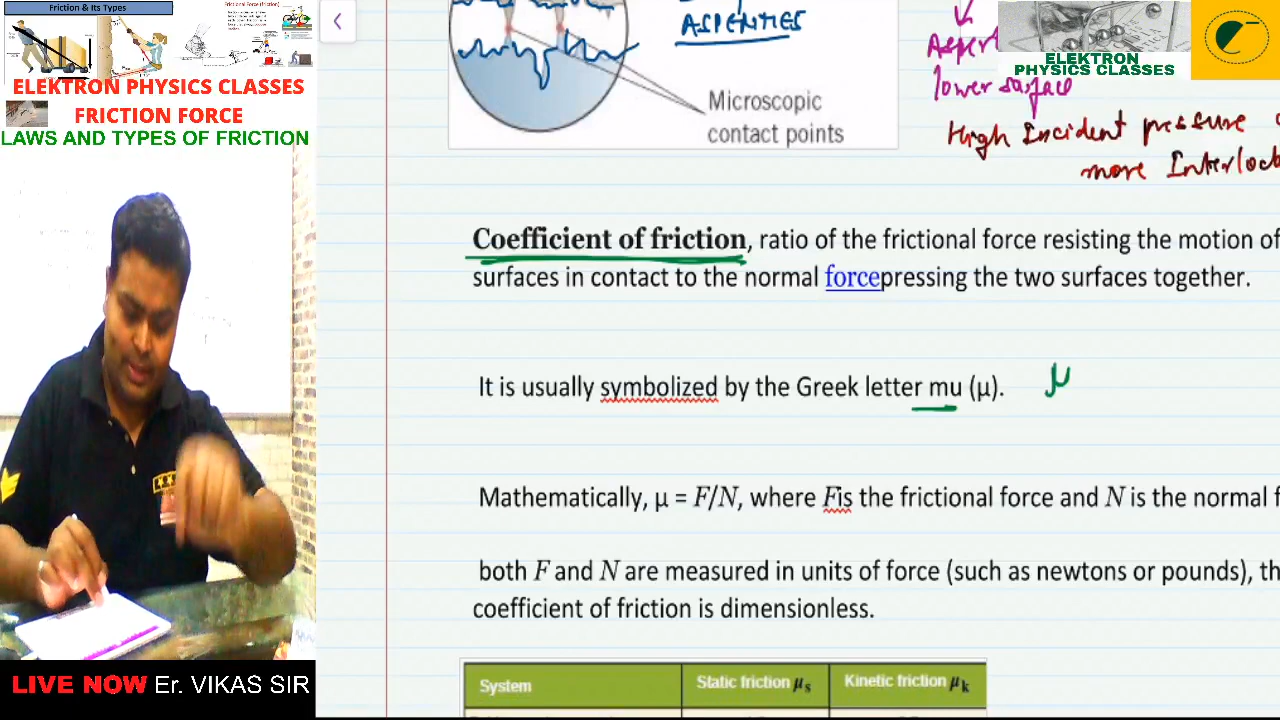 Friction & Its Types
Frictional Force (Friction)
ELEKTRON PHYSICS CLASSES
FRICTION FORCE
LAWS AND TYPES OF FRICTION
ASPERITIES
Microscopic
contact points
Asperi
lower surface
High Incident pressure
more Interlock
ELEKTRON
PHYSICS CLASSES
Coefficient of friction, ratio of the frictional force resisting the motion of
surfaces in contact to the normal forcepressing the two surfaces together.
It is usually symbolized by the Greek letter mu (μ). μ
Mathematically, μ = F/N, where Fis the frictional force and N is the normal f
both F and N are measured in units of force (such as newtons or pounds), th
coefficient of friction is dimensionless.
System Static friction μs Kinetic friction μk
LIVE NOW Er. VIKAS SIR